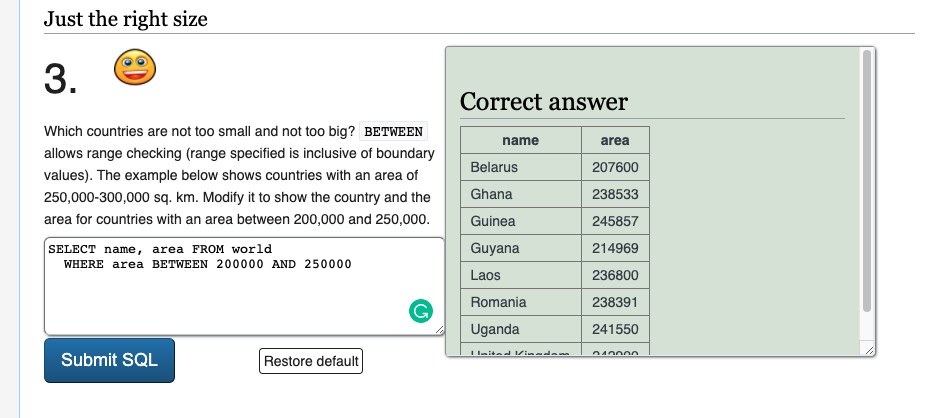 Just the right size
3.
Which countries are not too small and not too big? BETWEEN
allows range checking (range specified is inclusive of boundary
values). The example below shows countries with an area of
250,000-300,000 sq. km. Modify it to show the country and the
area for countries with an area between 200,000 and 250,000.
SELECT name, area FROM world
WHERE area BETWEEN 200000 AND 250000
Submit SQL
Restore default
Correct answer
name area
Belarus 207600
Ghana 238533
Guinea 245857
Guyana 214969
Laos 236800
Romania 238391
Uganda 241550
United Kingdom 242900